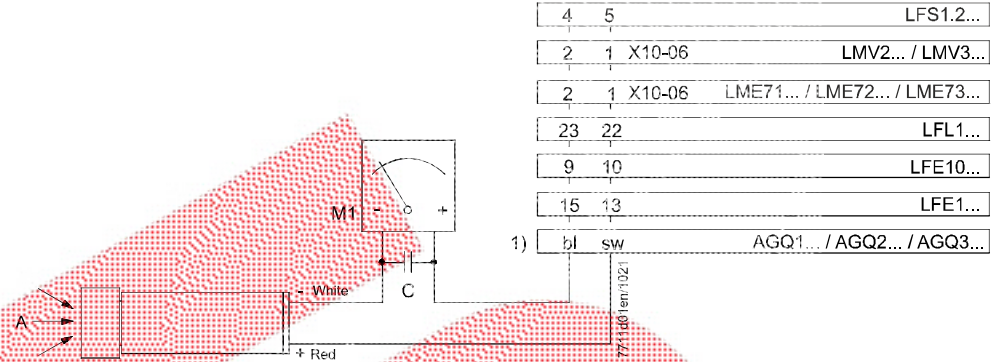 4 5 LFS1.2...
2 1 X10-06 LMV2... / LMV3...
2 1 X10-06 LME71... / LME72... / LME73...
23 22 LFL1...
9 10 LFE10...
15 13 LFE1...
1) bl sw AGQ1... / AGQ2... / AGQ3...
M1 - +
C
- White
A
+ Red
7711d01en/1021